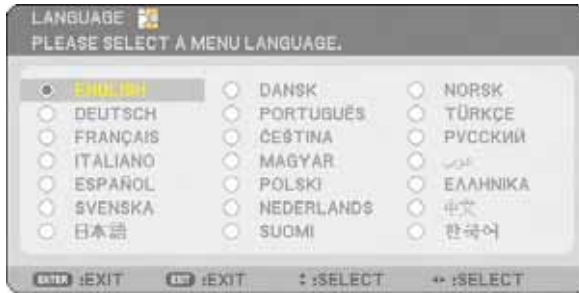 LANGUAGE
PLEASE SELECT A MENU LANGUAGE.
ENGLISH DANSK NORSK
DEUTSCH PORTUGUÊS TÜRKÇE
FRANÇAIS ČEŠTINA РУССКИЙ
ITALIANO MAGYAR عربي
ESPAÑOL POLSKI ΕΛΛΗΝΙΚΑ
SVENSKA NEDERLANDS 中文
日本語 SUOMI 한국어
ENTER :EXIT EXIT :EXIT :SELECT :SELECT